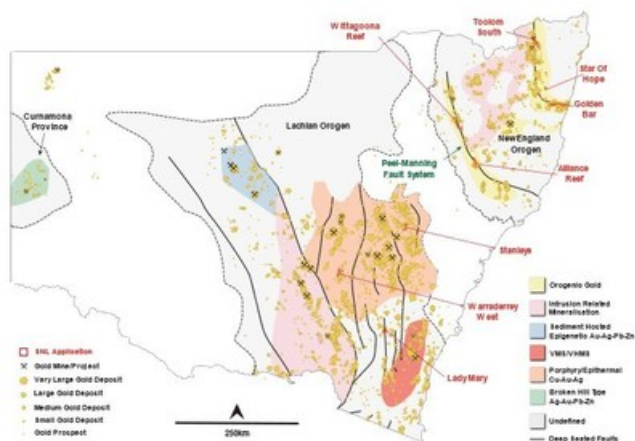 Wittagoona
Reef
Toolom
South
Star Of
Hope
Golden
Bar
Curnamona
Province
Lachlan Orogen
New England
Orogen
Peel-Manning
Fault System
Alliance
Reef
Stanleys
Warraderrey
West
Lady Mary
SNL Application
Gold Mine/Project
Very Large Gold Deposit
Large Gold Deposit
Medium Gold Deposit
Small Gold Deposit
Gold Prospect
250km
Orogenic Gold
Intrusion Related
Mineralisation
Sediment Hosted
Epigenetic Au-Ag-Pb-Zn
VMS/VHMS
Porphyry/Epithermal
Cu-Au-Ag
Broken Hill Type
Ag-Au-Pb-Zn
Undefined
Deep Seated Faults